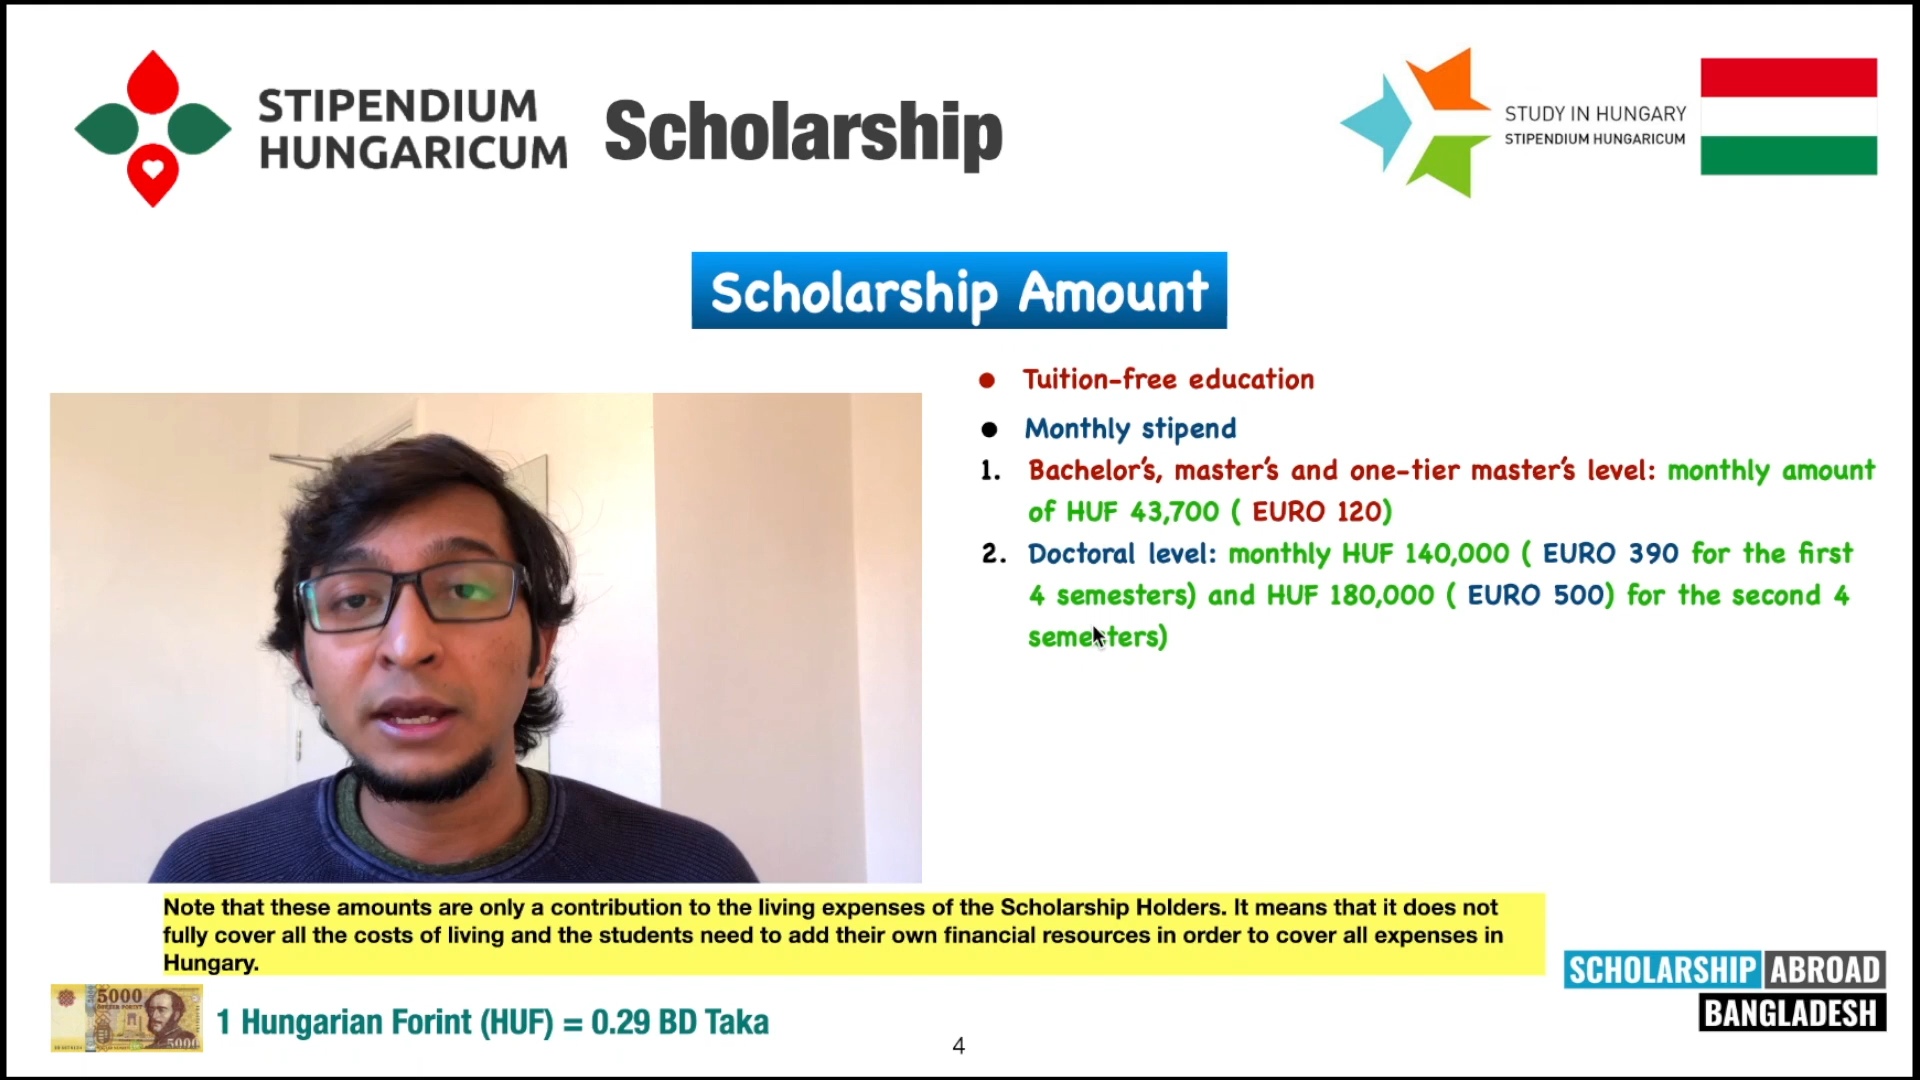 STIPENDIUM
HUNGARICUM
Scholarship
STUDY IN HUNGARY
STIPENDIUM HUNGARICUM
Scholarship Amount
• Tuition-free education
• Monthly stipend
1. Bachelor's, master's and one-tier master's level: monthly amount
of HUF 43,700 ( EURO 120)
2. Doctoral level: monthly HUF 140,000 ( EURO 390 for the first
4 semesters) and HUF 180,000 ( EURO 500) for the second 4
semesters)
Note that these amounts are only a contribution to the living expenses of the Scholarship Holders. It means that it does not
fully cover all the costs of living and the students need to add their own financial resources in order to cover all expenses in
Hungary.
5000
5000
1 Hungarian Forint (HUF) = 0.29 BD Taka
4
SCHOLARSHIP ABROAD
BANGLADESH